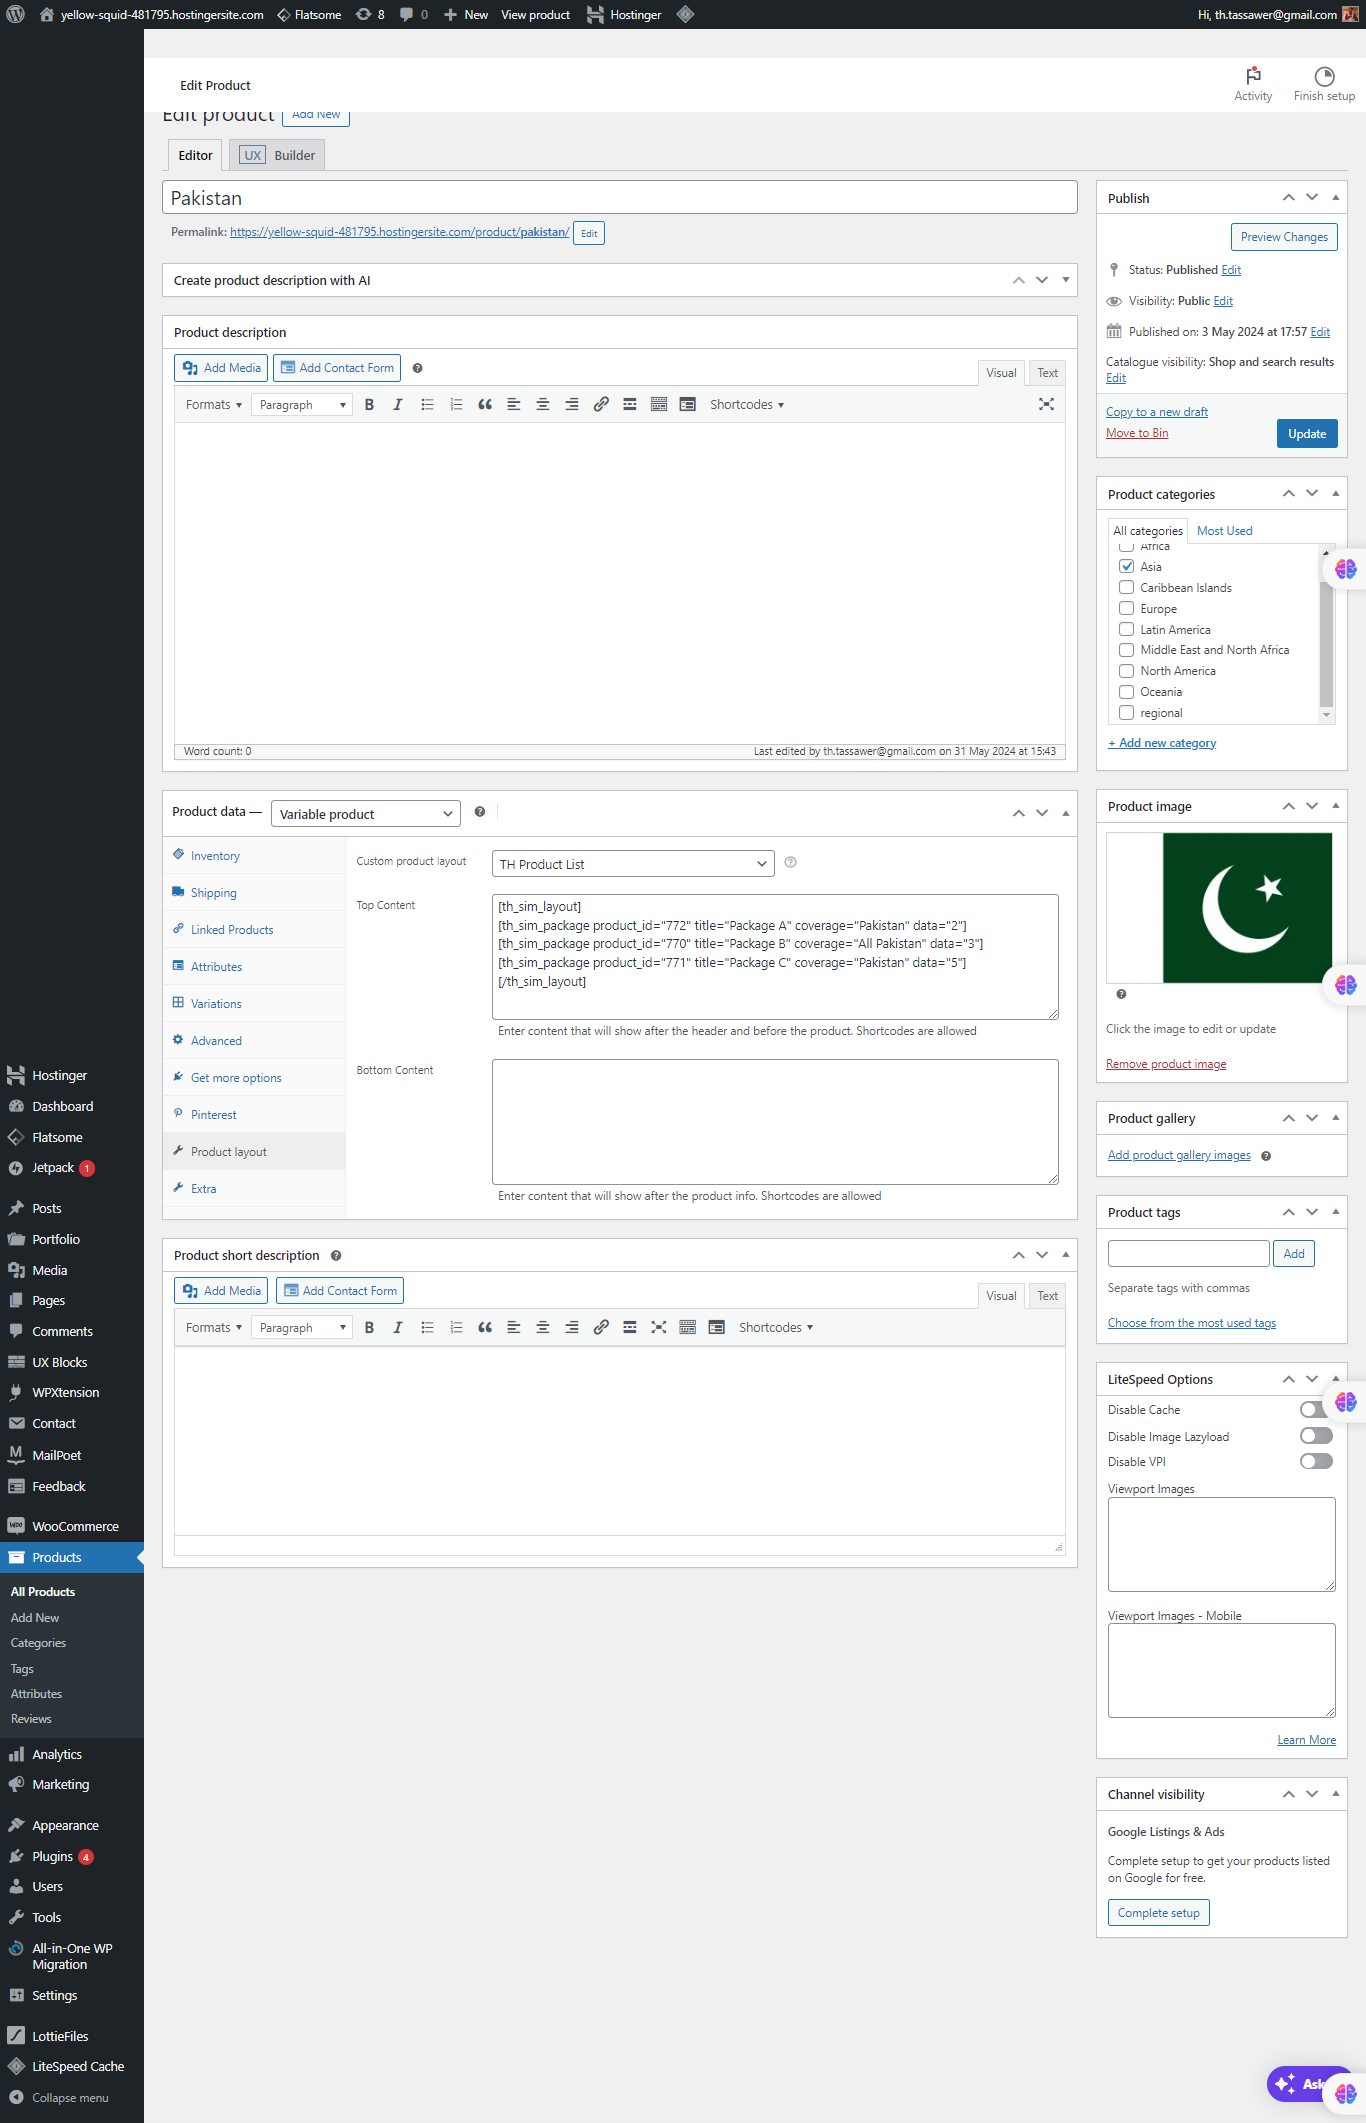 yellow-squid-481795.hostingersite.com
Flatsome
8
0
New
View product
Hostinger
Hi, th.tassawer@gmail.com
Edit Product
Activity
Finish setup
Edit product
Add New
Editor
UX Builder
Pakistan
Permalink: https://yellow-squid-481795.hostingersite.com/product/pakistan/
Edit
Create product description with AI
Product description
Add Media
Add Contact Form
Visual
Text
Formats
Paragraph
B
I
Shortcodes
Word count: 0
Last edited by th.tassawer@gmail.com on 31 May 2024 at 15:43
Product data —
Variable product
Inventory
Shipping
Linked Products
Attributes
Variations
Advanced
Get more options
Pinterest
Product layout
Extra
Custom product layout
TH Product List
Top Content
[th_sim_layout]
[th_sim_package product_id="772" title="Package A" coverage="Pakistan" data="2"]
[th_sim_package product_id="770" title="Package B" coverage="All Pakistan" data="3"]
[th_sim_package product_id="771" title="Package C" coverage="Pakistan" data="5"]
[/th_sim_layout]
Enter content that will show after the header and before the product. Shortcodes are allowed
Bottom Content
Enter content that will show after the product info. Shortcodes are allowed
Product short description
Add Media
Add Contact Form
Visual
Text
Formats
Paragraph
B
I
Shortcodes
Publish
Preview Changes
Status: Published Edit
Visibility: Public Edit
Published on: 3 May 2024 at 17:57 Edit
Catalogue visibility: Shop and search results
Edit
Copy to a new draft
Move to Bin
Update
Product categories
All categories
Most Used
Africa
Asia
Caribbean Islands
Europe
Latin America
Middle East and North Africa
North America
Oceania
regional
+ Add new category
Product image
Click the image to edit or update
Remove product image
Product gallery
Add product gallery images
Product tags
Add
Separate tags with commas
Choose from the most used tags
LiteSpeed Options
Disable Cache
Disable Image Lazyload
Disable VPI
Viewport Images
Viewport Images - Mobile
Learn More
Channel visibility
Google Listings & Ads
Complete setup to get your products listed
on Google for free.
Complete setup
Hostinger
Dashboard
Flatsome
Jetpack 1
Posts
Portfolio
Media
Pages
Comments
UX Blocks
WPXtension
Contact
MailPoet
Feedback
WooCommerce
Products
All Products
Add New
Categories
Tags
Attributes
Reviews
Analytics
Marketing
Appearance
Plugins 4
Users
Tools
All-in-One WP
Migration
Settings
LottieFiles
LiteSpeed Cache
Collapse menu
Ask